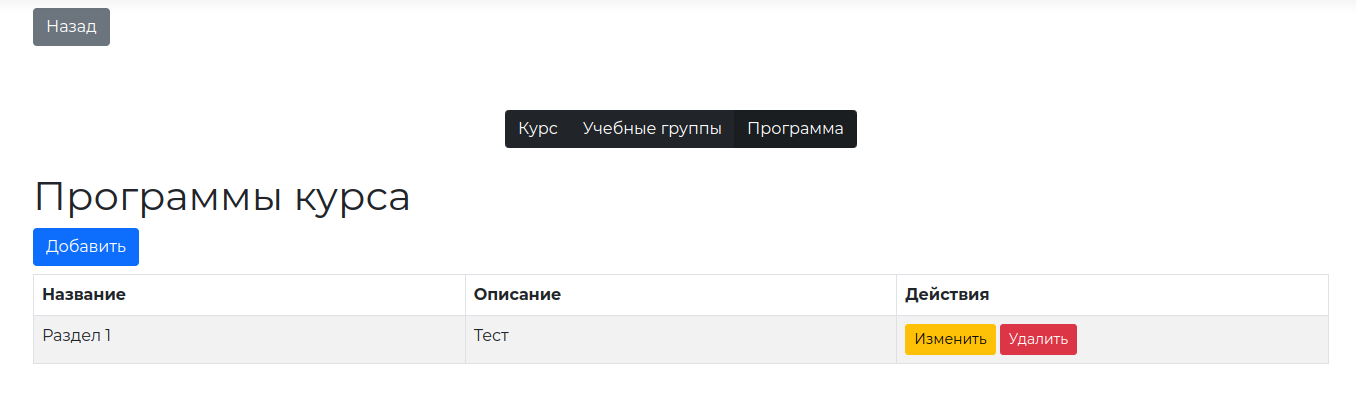 Назад
Курс Учебные группы Программа
Программы курса
Добавить
Название Описание Действия
Раздел 1 Тест Изменить Удалить